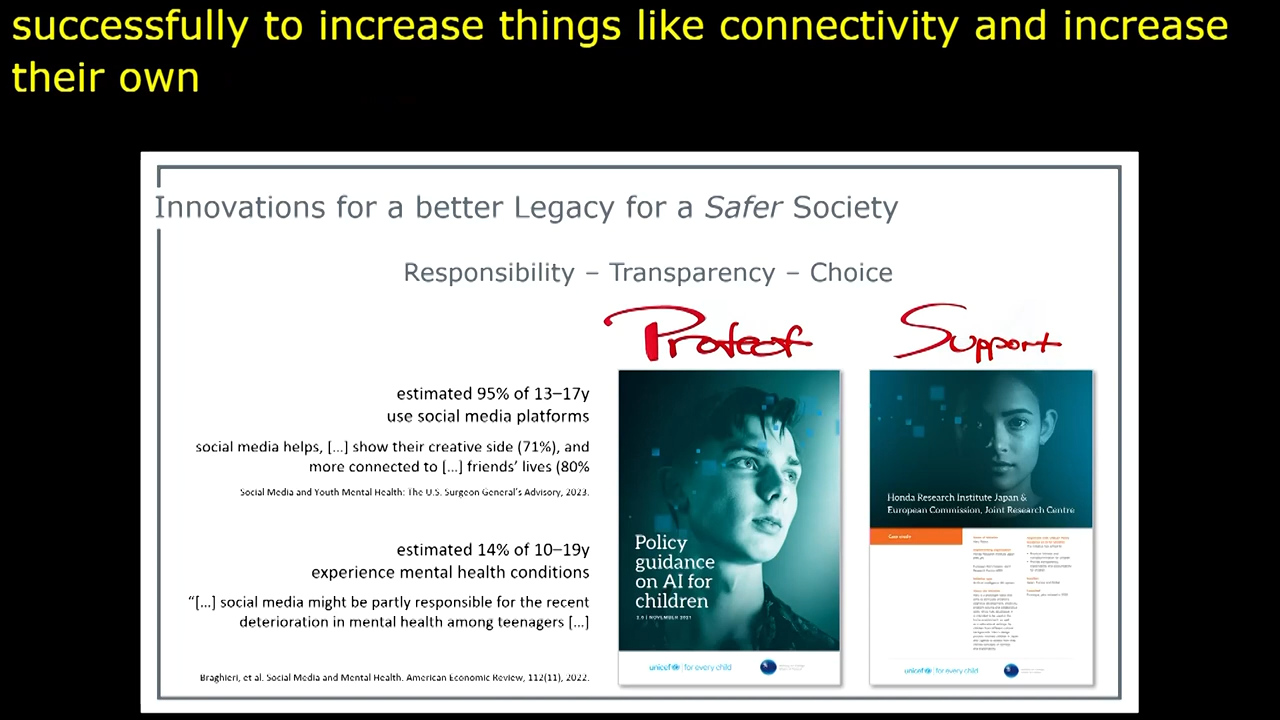 successfully to increase things like connectivity and increase
their own
Innovations for a better Legacy for a Safer Society
Responsibility – Transparency – Choice
Protect
Support
estimated 95% of 13–17y
use social media platforms
social media helps, [...] show their creative side (71%), and
more connected to [...] friends' lives (80%
Social Media and Youth Mental Health: The U.S. Surgeon General's Advisory, 2023.
estimated 14% of 10–19y
experience mental health conditions
"[...] social media might be partly responsible for the recent
deterioration in mental health among teenagers [...]
Braghieri, et al. Social Media and Mental Health. American Economic Review, 112(11), 2022.
Policy
guidance
on AI for
children
2.0 | NOVEMBER 2021
unicef | for every child
Honda Research Institute Japan &
European Commission, Joint Research Centre
Case study
unicef | for every child